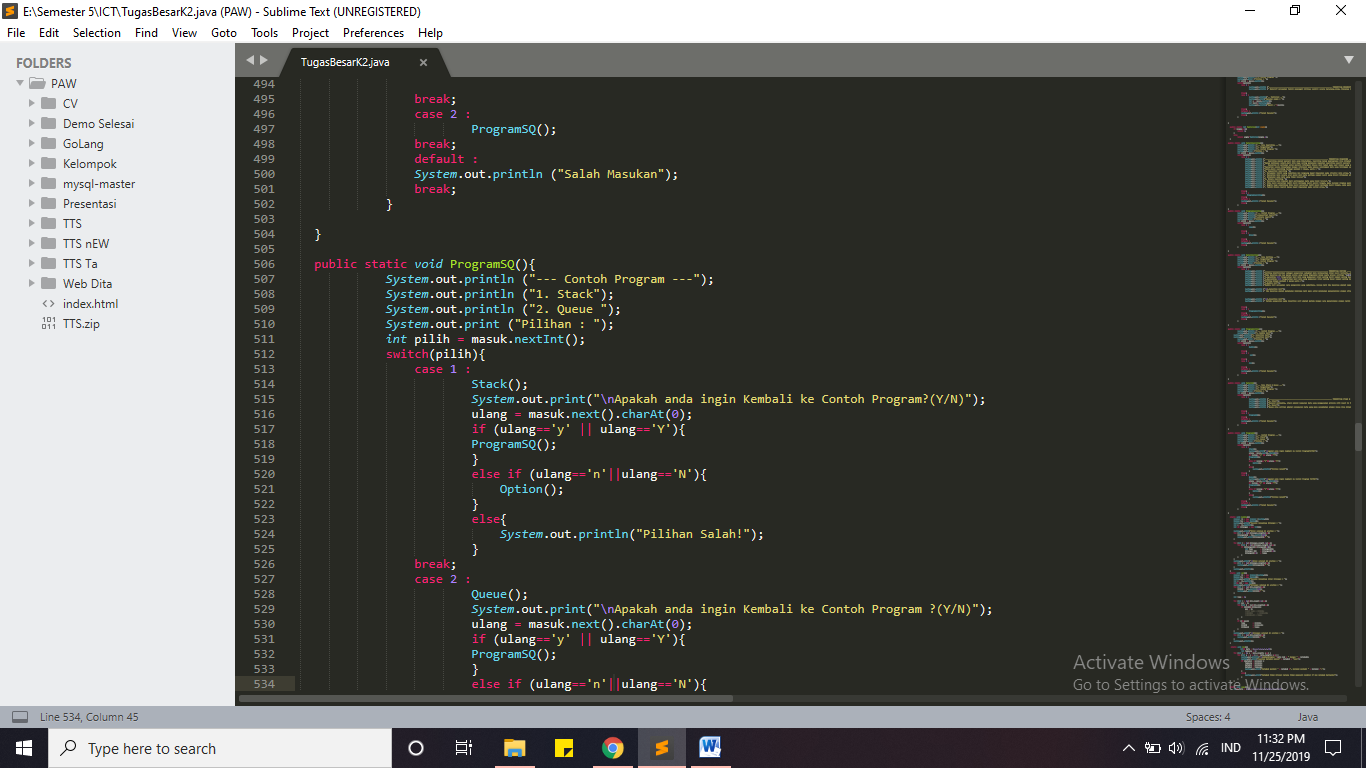 E:\Semester 5\ICT\TugasBesarK2.java (PAW) - Sublime Text (UNREGISTERED)
File Edit Selection Find View Goto Tools Project Preferences Help
FOLDERS
PAW
CV
Demo Selesai
GoLang
Kelompok
mysql-master
Presentasi
TTS
TTS nEW
TTS Ta
Web Dita
index.html
TTS.zip
TugasBesarK2.java
494
495 break;
496 case 2 :
497 ProgramSQ();
498 break;
499 default :
500 System.out.println ("Salah Masukan");
501 break;
502 }
503
504 }
505
506 public static void ProgramSQ(){
507 System.out.println ("--- Contoh Program ---");
508 System.out.println ("1. Stack");
509 System.out.println ("2. Queue ");
510 System.out.print ("Pilihan : ");
511 int pilih = masuk.nextInt();
512 switch(pilih){
513 case 1 :
514 Stack();
515 System.out.print("\nApakah anda ingin Kembali ke Contoh Program?(Y/N)");
516 ulang = masuk.next().charAt(0);
517 if (ulang=='y' || ulang=='Y'){
518 ProgramSQ();
519 }
520 else if (ulang=='n'||ulang=='N'){
521 Option();
522 }
523 else{
524 System.out.println("Pilihan Salah!");
525 }
526 break;
527 case 2 :
528 Queue();
529 System.out.print("\nApakah anda ingin Kembali ke Contoh Program ?(Y/N)");
530 ulang = masuk.next().charAt(0);
531 if (ulang=='y' || ulang=='Y'){
532 ProgramSQ();
533 }
534 else if (ulang=='n'||ulang=='N'){
Activate Windows
Go to Settings to activate Windows.
Line 534, Column 45
Spaces: 4
Java
Type here to search
IND
11:32 PM
11/25/2019